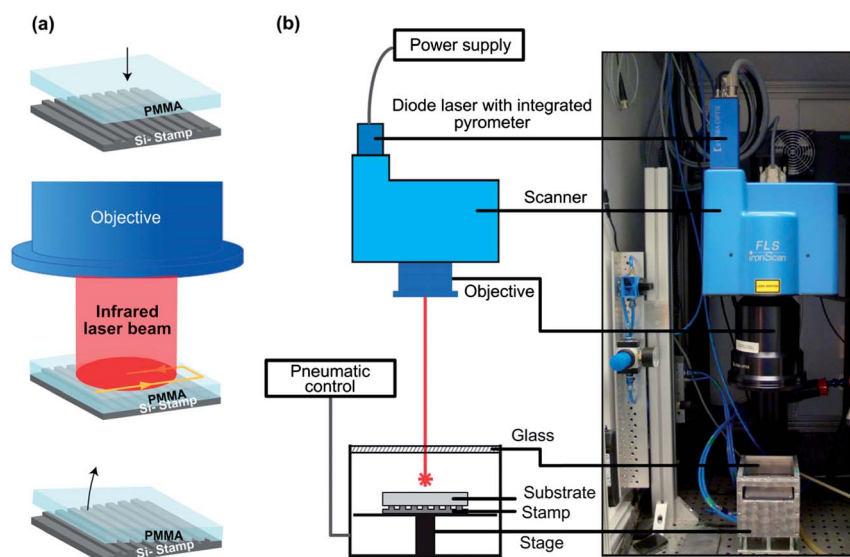 (a)
PMMA
Si- Stamp
Objective
Infrared
laser beam
PMMA
Si- Stamp
PMMA
Si- Stamp
(b)
Power supply
Diode laser with integrated
pyrometer
Scanner
Objective
Pneumatic
control
Glass
Substrate
Stamp
Stage
FLS
ironScan